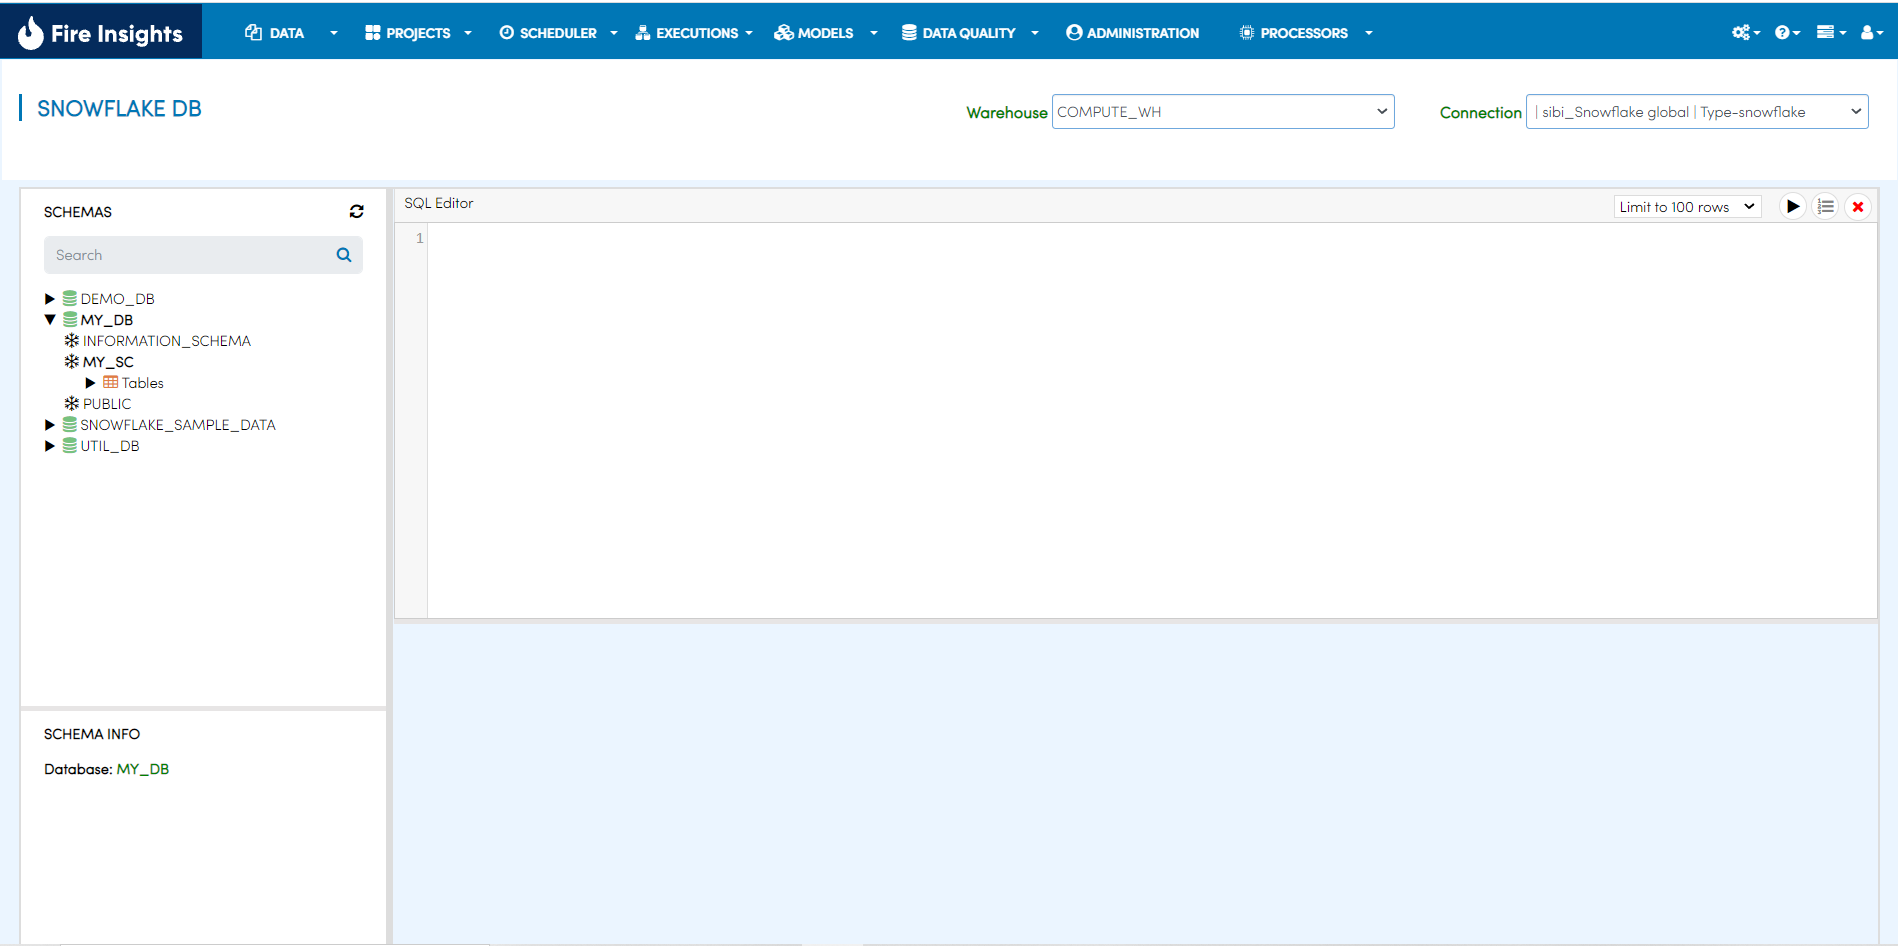 Fire Insights DATA PROJECTS SCHEDULER EXECUTIONS MODELS DATA QUALITY ADMINISTRATION PROCESSORS
SNOWFLAKE DB
Warehouse COMPUTE_WH
Connection | sibi_Snowflake global | Type-snowflake
SCHEMAS
Search
DEMO_DB
MY_DB
INFORMATION_SCHEMA
MY_SC
Tables
PUBLIC
SNOWFLAKE_SAMPLE_DATA
UTIL_DB
SCHEMA INFO
Database: MY_DB
SQL Editor
Limit to 100 rows
1